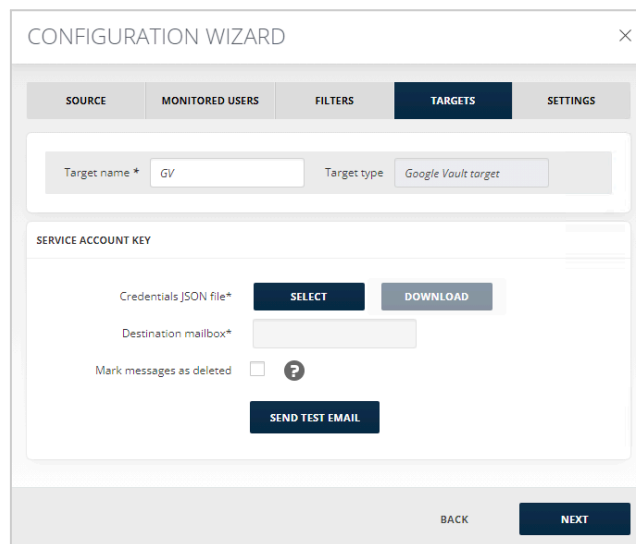 CONFIGURATION WIZARD ×
SOURCE MONITORED USERS FILTERS TARGETS SETTINGS
Target name * GV Target type Google Vault target
SERVICE ACCOUNT KEY
Credentials JSON file* SELECT DOWNLOAD
Destination mailbox*
Mark messages as deleted ?
SEND TEST EMAIL
BACK NEXT